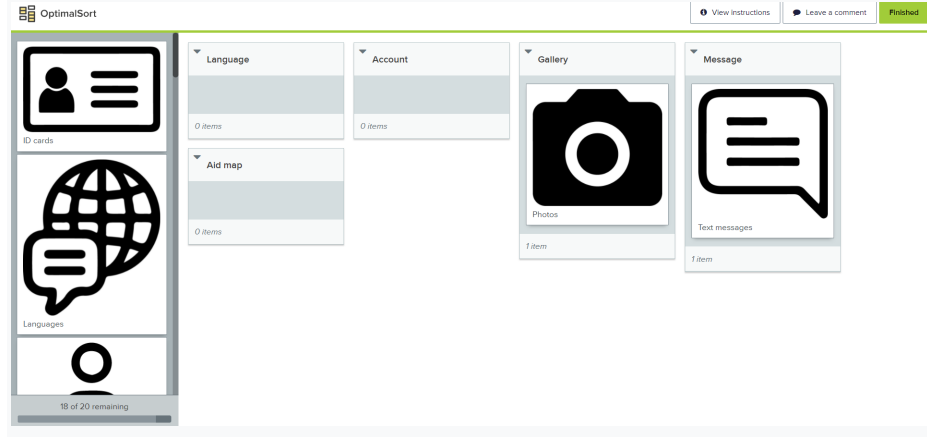 OptimalSort
View instructions
Leave a comment
Finished
ID cards
Languages
18 of 20 remaining
Language
0 items
Account
0 items
Gallery
Photos
1 item
Message
Text messages
1 item
Aid map
0 items